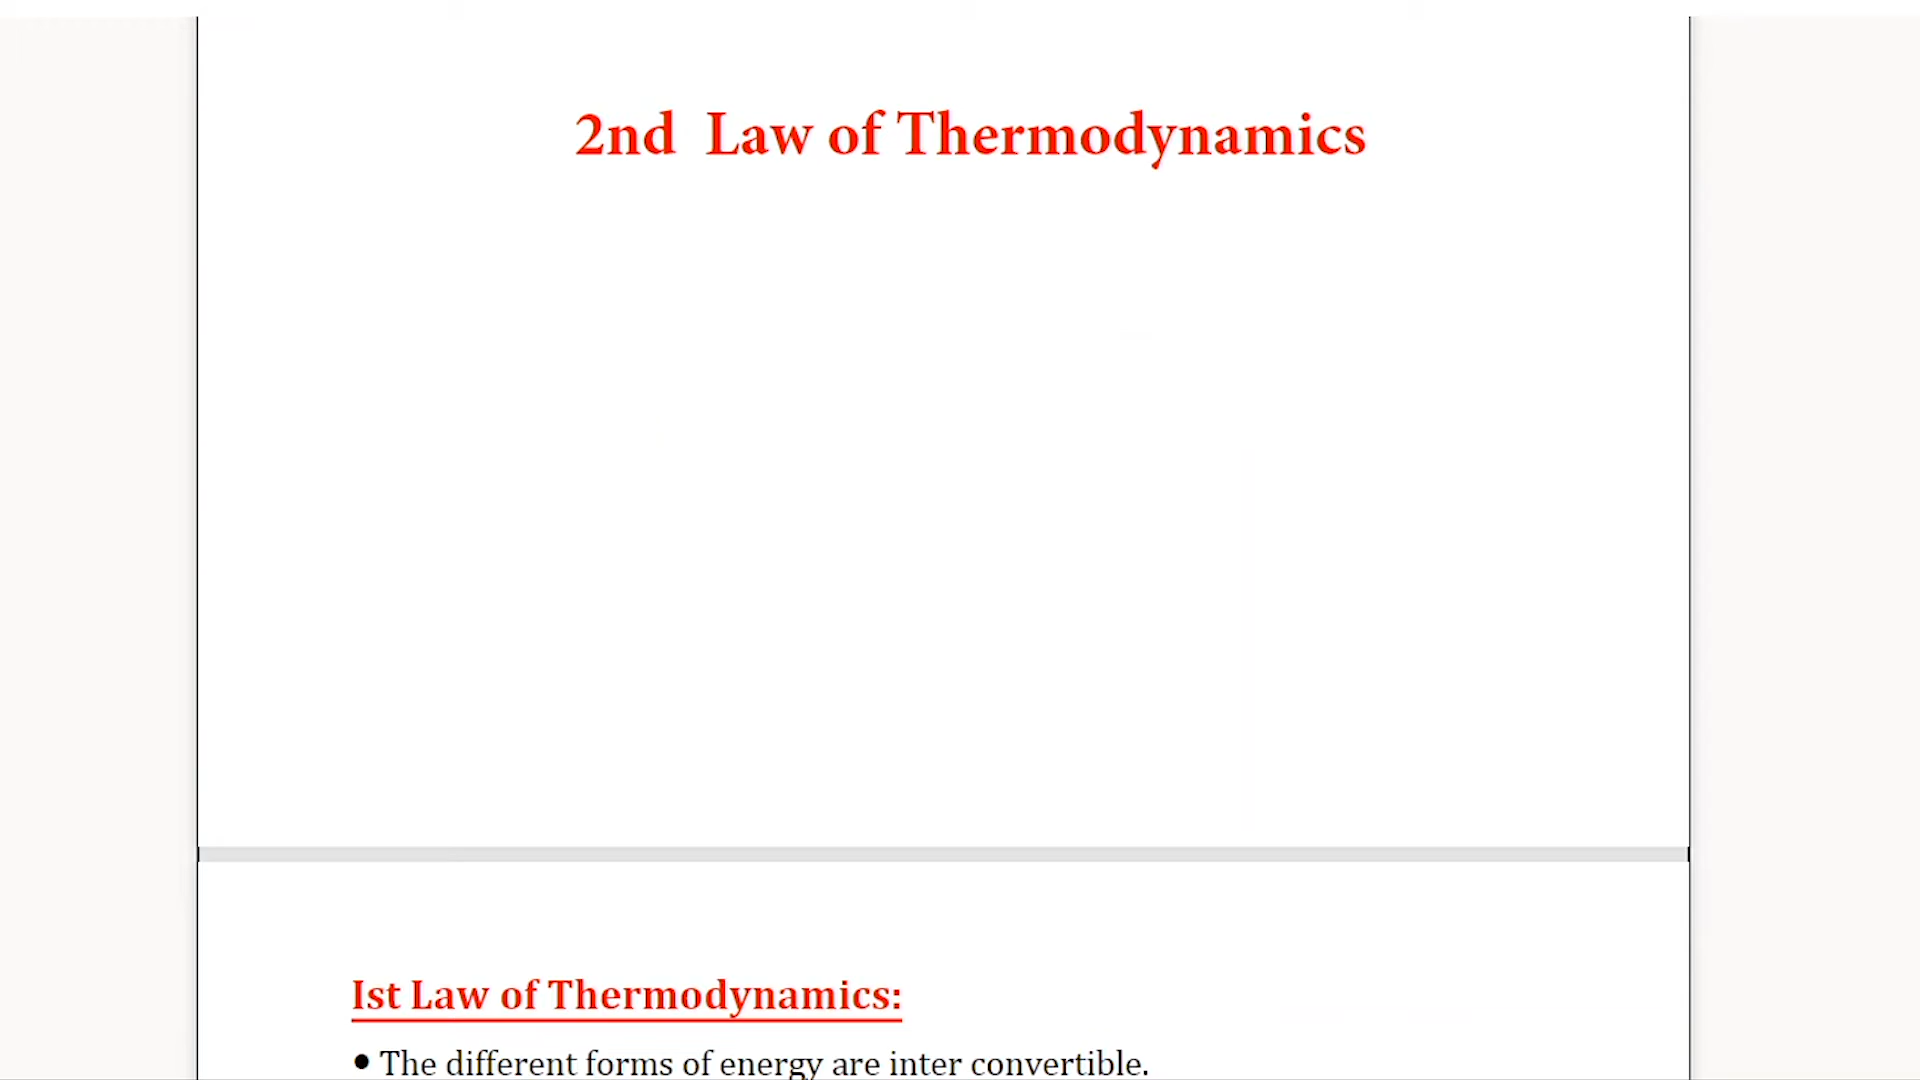 2nd Law of Thermodynamics
Ist Law of Thermodynamics:
• The different forms of energy are inter convertible.